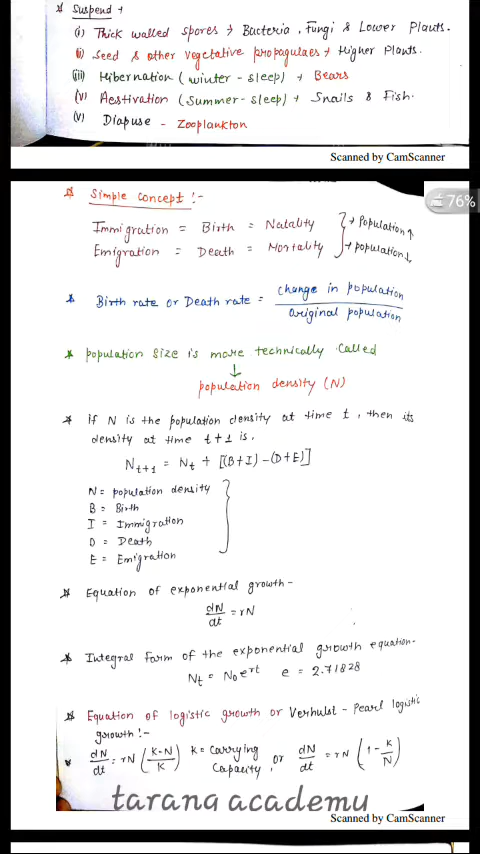 * Suspend →
(i) Thick walled spores → Bacteria, Fungi & Lower Plants.
(ii) Seed & other vegetative propagulaes → Higher Plants.
(iii) Hibernation (winter-sleep) → Bears
(iv) Aestivation (summer-sleep) → Snails & Fish.
(v) Diapuse - Zooplankton
Scanned by CamScanner
76%
* Simple concept :-
Immigration = Birth = Natality } → Population ↑
Emigration = Death = Mortality } → population ↓
* Birth rate or Death rate = change in population / original population
* population size is more technically called
↓
population density (N)
* if N is the population density at time t, then its
density at time t+1 is,
N t+1 = Nt + [(B+I) - (D+E)]
N = population density
B = Birth
I = Immigration
D = Death
E = Emigration
* Equation of exponential growth -
dN/dt = rN
* Integral form of the exponential growth equation-
Nt = N0 e^rt e = 2.71828
* Equation of logistic growth or Verhulst - Pearl logistic
growth :-
dN/dt = rN (K-N/K) K = carrying capacity, or dN/dt = rN (1 - K/N)
tarang academy
Scanned by CamScanner